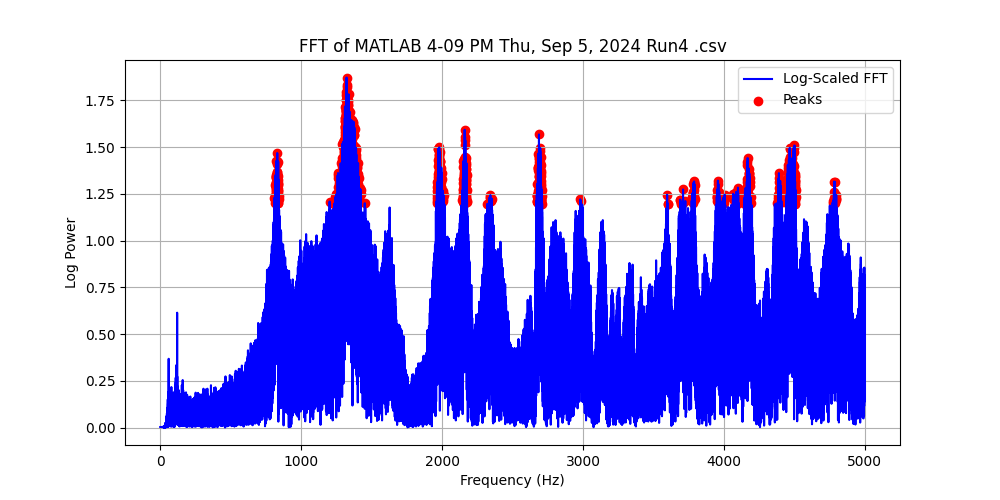 FFT of MATLAB 4-09 PM Thu, Sep 5, 2024 Run4 .csv
Log-Scaled FFT
Peaks
1.75
1.50
1.25
1.00
0.75
0.50
0.25
0.00
Log Power
0 1000 2000 3000 4000 5000
Frequency (Hz)